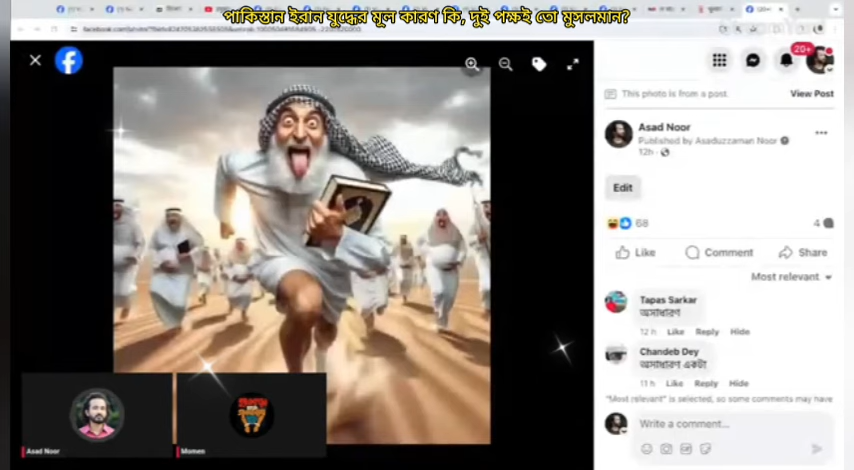 পাকিস্তান ইরান যুদ্ধের মূল কারণ কি, দুই পক্ষই তো মুসলমান?
20+
This photo is from a post.
View Post
Asad Noor
Published by Asaduzzaman Noor
12h
Edit
68
4
Like
Comment
Share
Most relevant
Tapas Sarkar
অসাধারণ
12 h Like Reply Hide
Chandeb Dey
অসাধারণ একটা
11 h Like Reply Hide
"Most relevant" is selected, so some comments may have
Write a comment...
Asad Noor
Momen